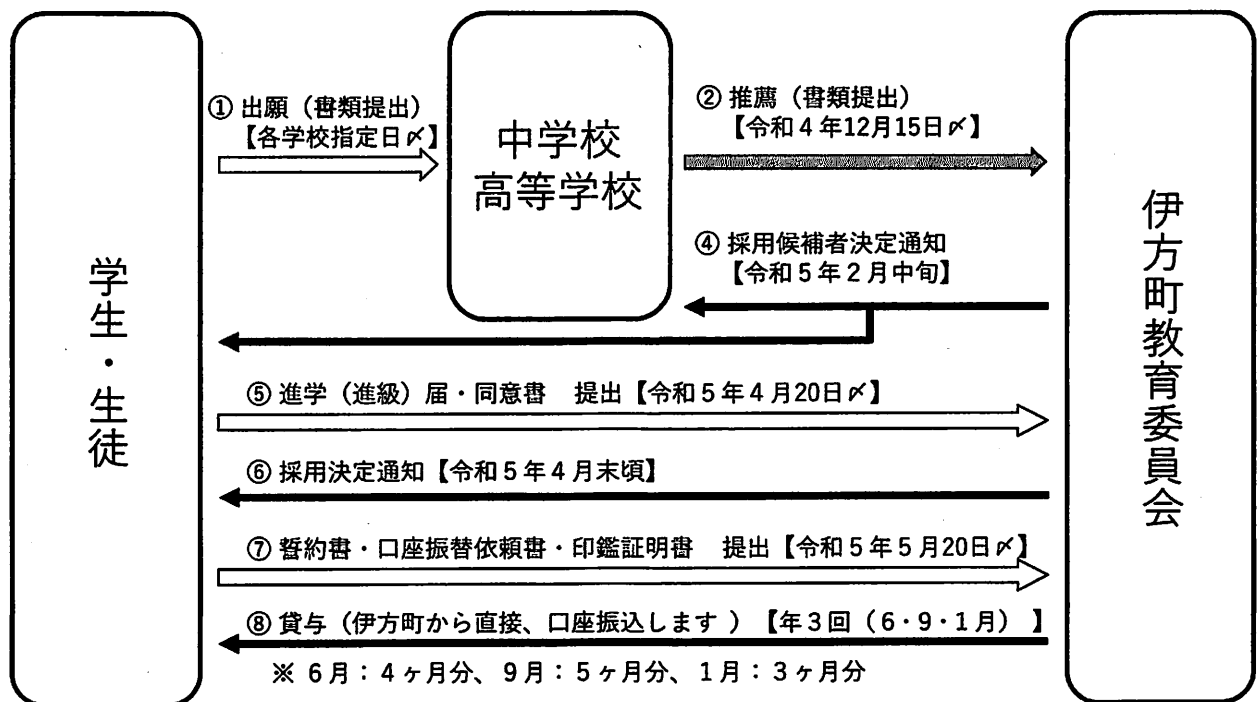 学生・生徒
① 出願（書類提出）
【各学校指定日〆】
中学校
高等学校
② 推薦（書類提出）
【令和４年12月15日〆】
④ 採用候補者決定通知
【令和５年２月中旬】
⑤ 進学（進級）届・同意書　提出【令和５年４月20日〆】
⑥ 採用決定通知【令和５年４月末頃】
⑦ 誓約書・口座振替依頼書・印鑑証明書　提出【令和５年５月20日〆】
⑧ 貸与（伊方町から直接、口座振込します ）【年３回（６・９・１月） 】
※ ６月：４ヶ月分、９月：５ヶ月分、１月：３ヶ月分
伊方町教育委員会